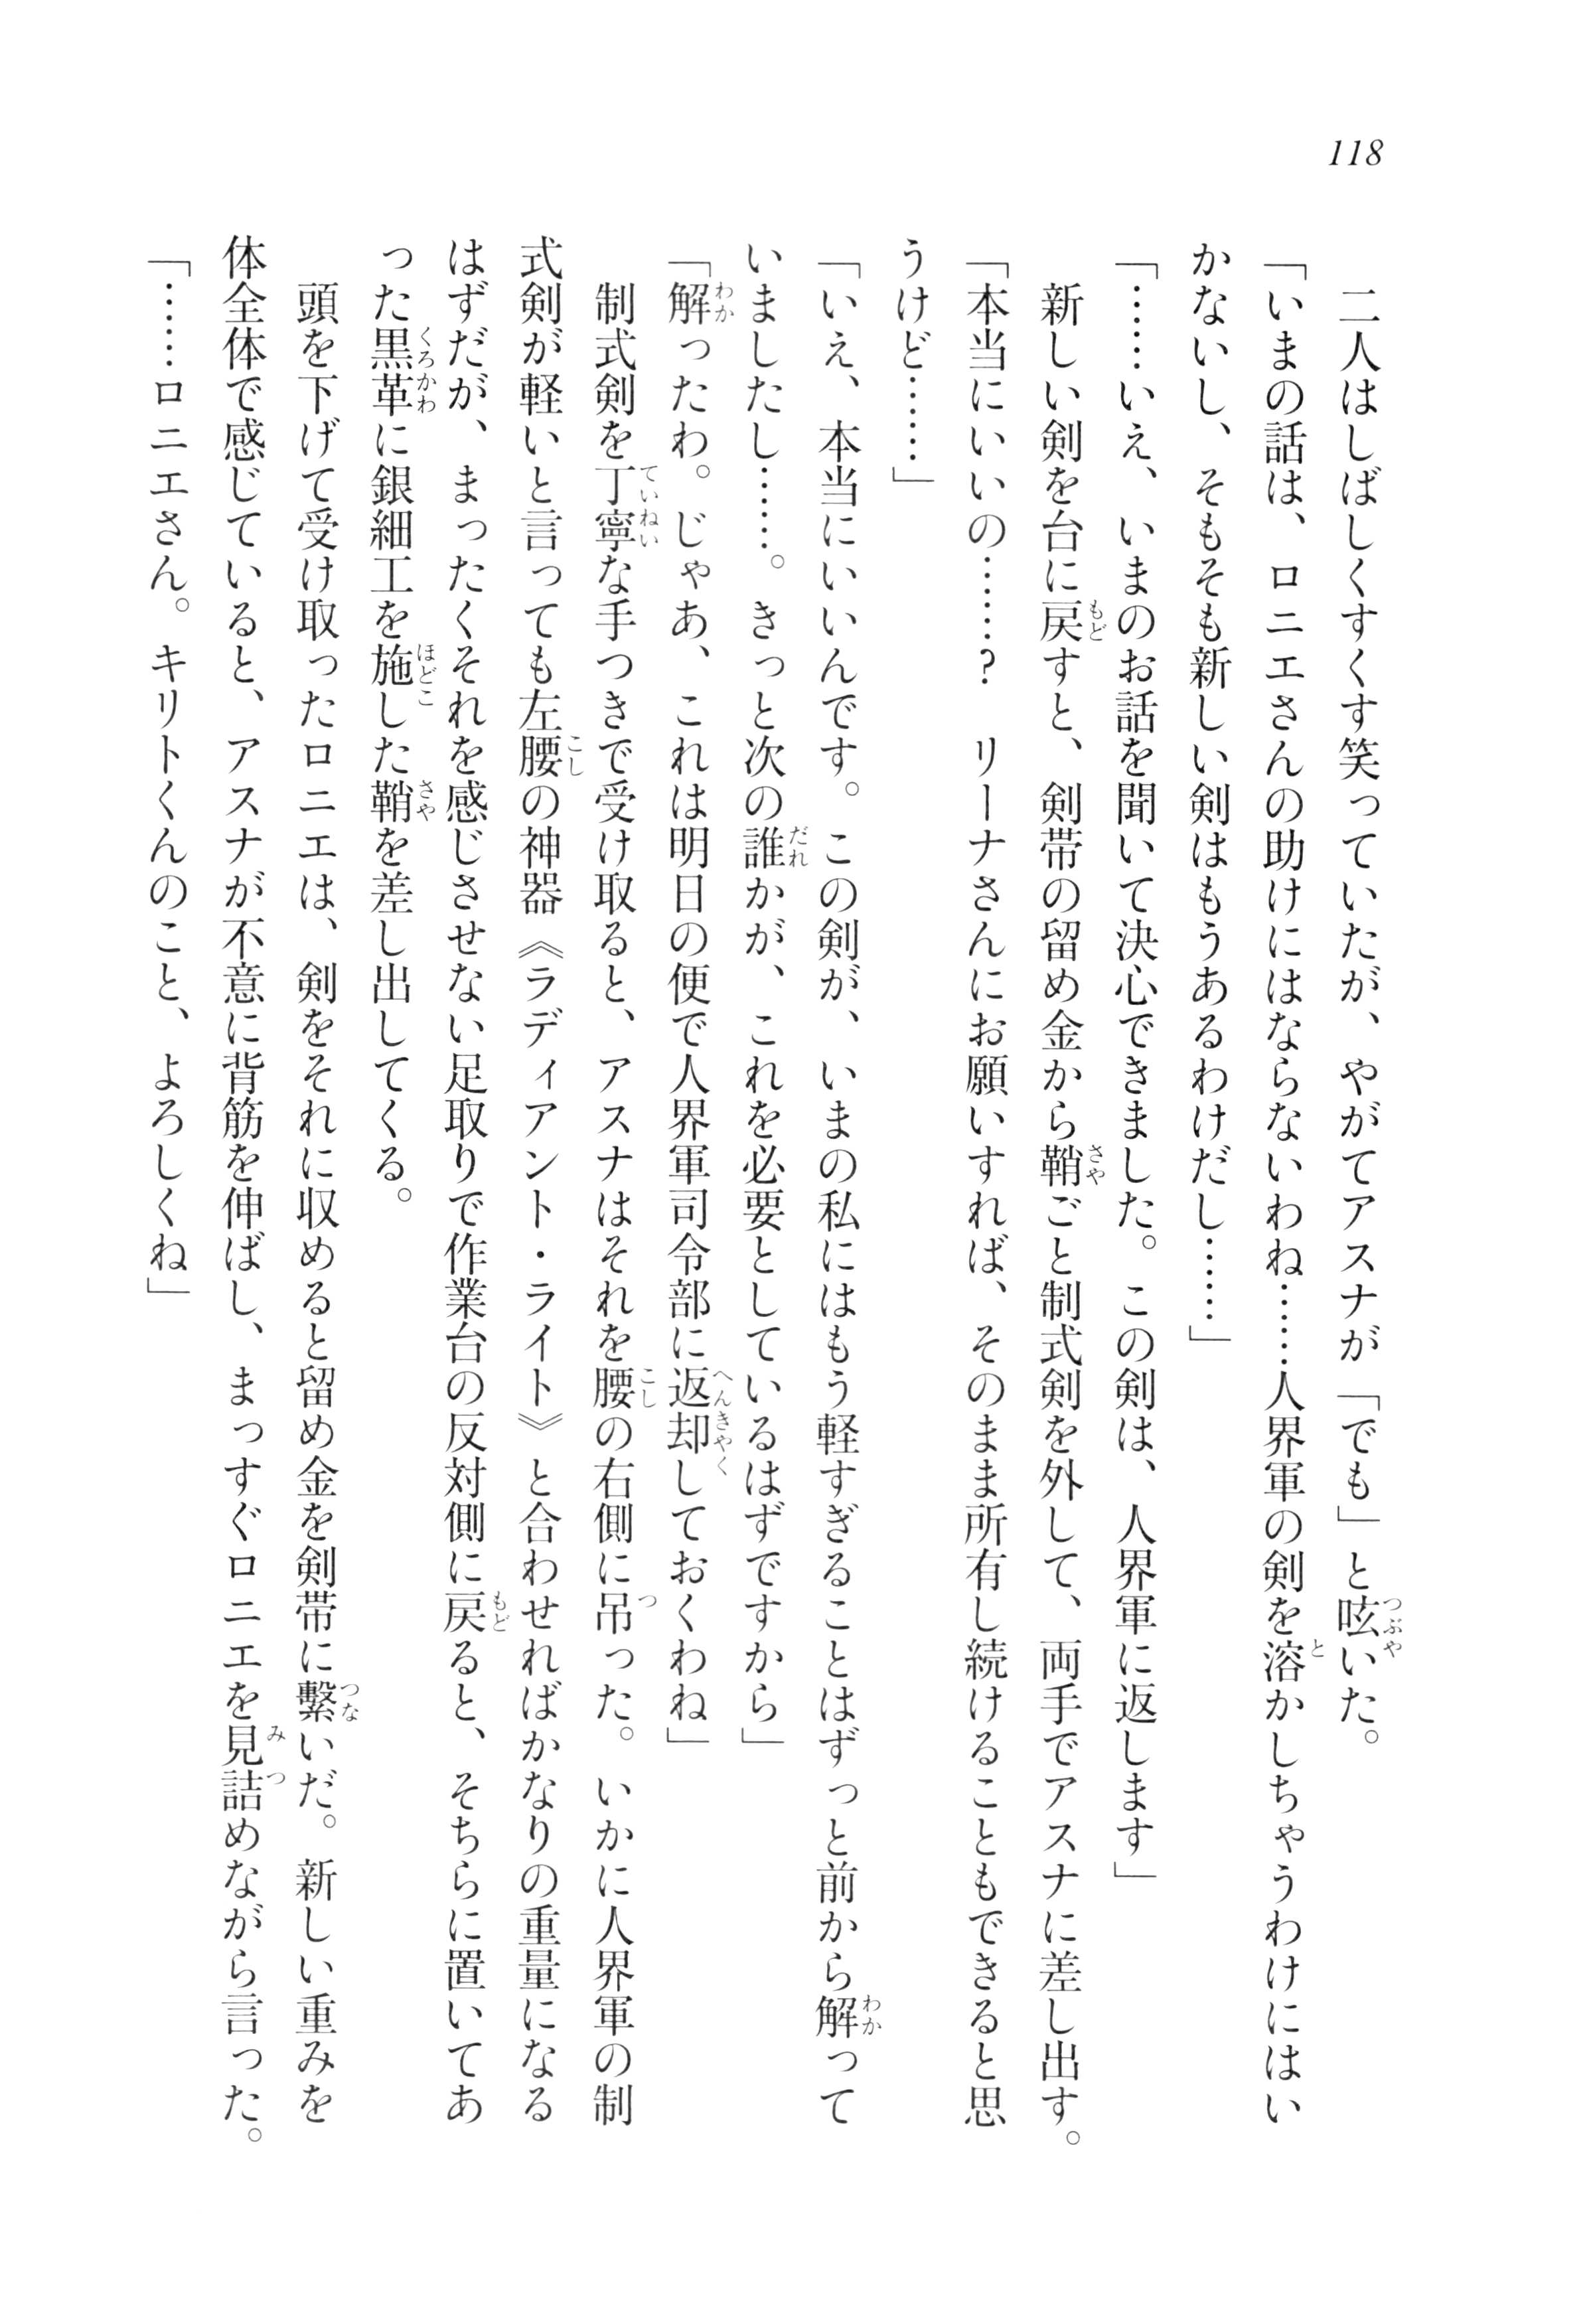 118
二人はしばしくすくす笑っていたが、やがてアスナが「でも」と呟いた。
「いまの話は、ロニエさんの助けにはならないわね……人界軍の剣を溶かしちゃうわけにはい
かないし、そもそも新しい剣はもうあるわけだし……」
「……いえ、いまのお話を聞いて決心できました。この剣は、人界軍に返します」
新しい剣を台に戻すと、剣帯の留め金から鞘ごと制式剣を外して、両手でアスナに差し出す。
「本当にいいの……？　リーナさんにお願いすれば、そのまま所有し続けることもできると思
うけど……」
「いえ、本当にいいんです。この剣が、いまの私にはもう軽すぎることはずっと前から解って
いましたし……。きっと次の誰かが、これを必要としているはずですから」
「解ったわ。じゃあ、これは明日の便で人界軍司令部に返却しておくわね」
制式剣を丁寧な手つきで受け取ると、アスナはそれを腰の右側に吊った。いかに人界軍の制
式剣が軽いと言っても左腰の神器《ラディアント・ライト》と合わせればかなりの重量になる
はずだが、まったくそれを感じさせない足取りで作業台の反対側に戻ると、そちらに置いてあ
った黒革に銀細工を施した鞘を差し出してくる。
頭を下げて受け取ったロニエは、剣をそれに収めると留め金を剣帯に繫いだ。新しい重みを
体全体で感じていると、アスナが不意に背筋を伸ばし、まっすぐロニエを見詰めながら言った。
「……ロニエさん。キリトくんのこと、よろしくね」